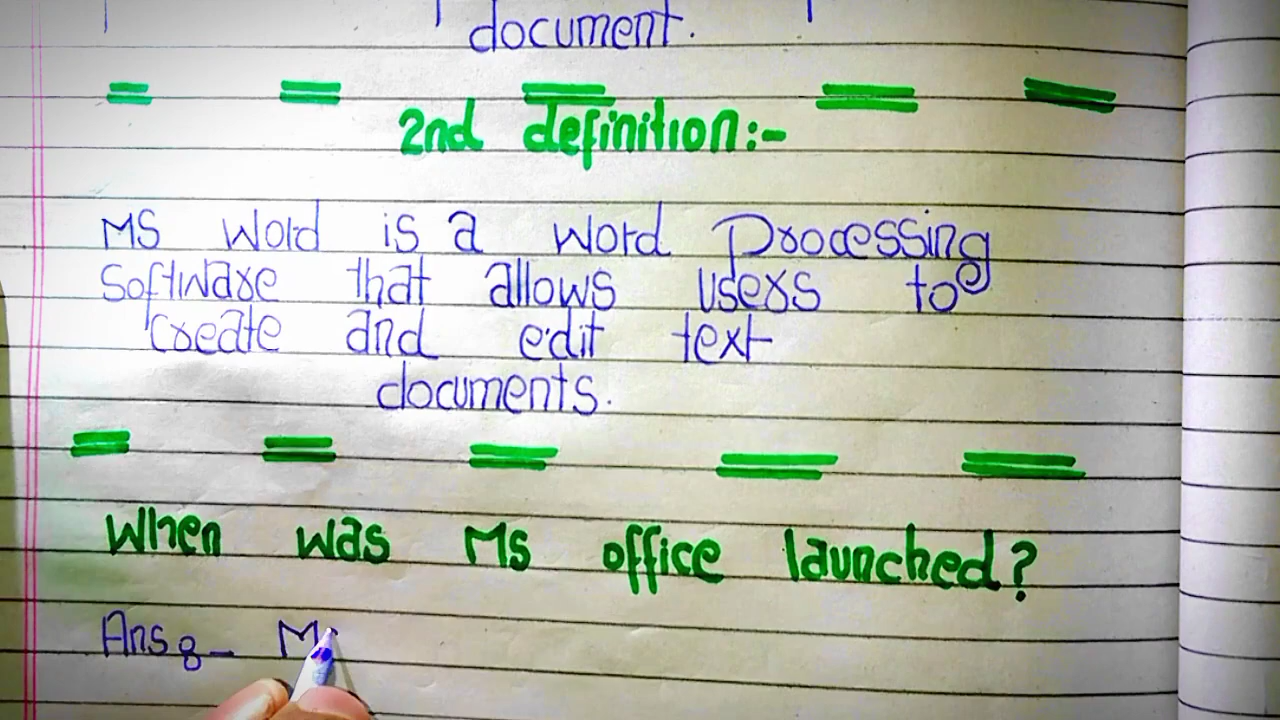 document.
2nd definition:-
MS Word is a Word Processing
Software that allows users to
create and edit text
documents.
When was Ms office launched?
Ans:- Ms